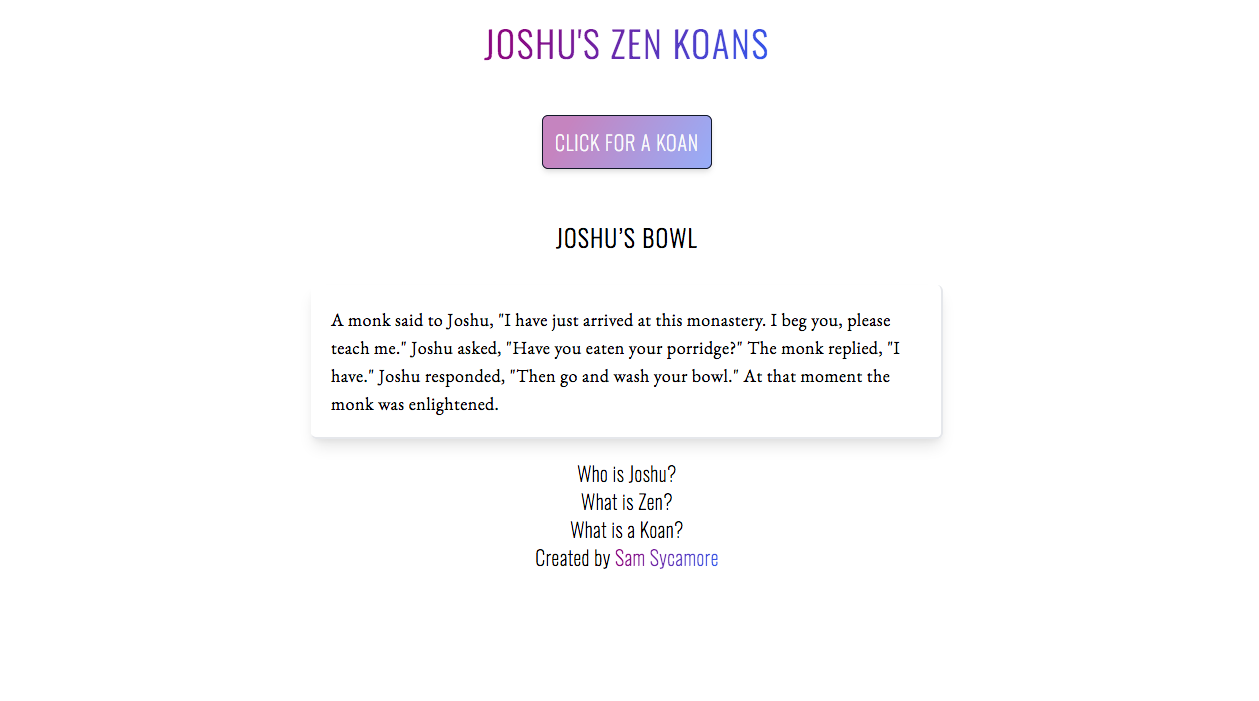 JOSHU'S ZEN KOANS
CLICK FOR A KOAN
JOSHU’S BOWL
A monk said to Joshu, "I have just arrived at this monastery. I beg you, please
teach me." Joshu asked, "Have you eaten your porridge?" The monk replied, "I
have." Joshu responded, "Then go and wash your bowl." At that moment the
monk was enlightened.
Who is Joshu?
What is Zen?
What is a Koan?
Created by Sam Sycamore